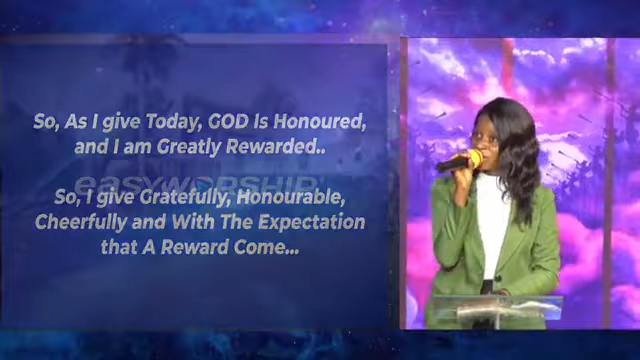 So, As I give Today, GOD Is Honoured,
and I am Greatly Rewarded..
easyworship
So, I give Gratefully, Honourable,
Cheerfully and With The Expectation
that A Reward Come...